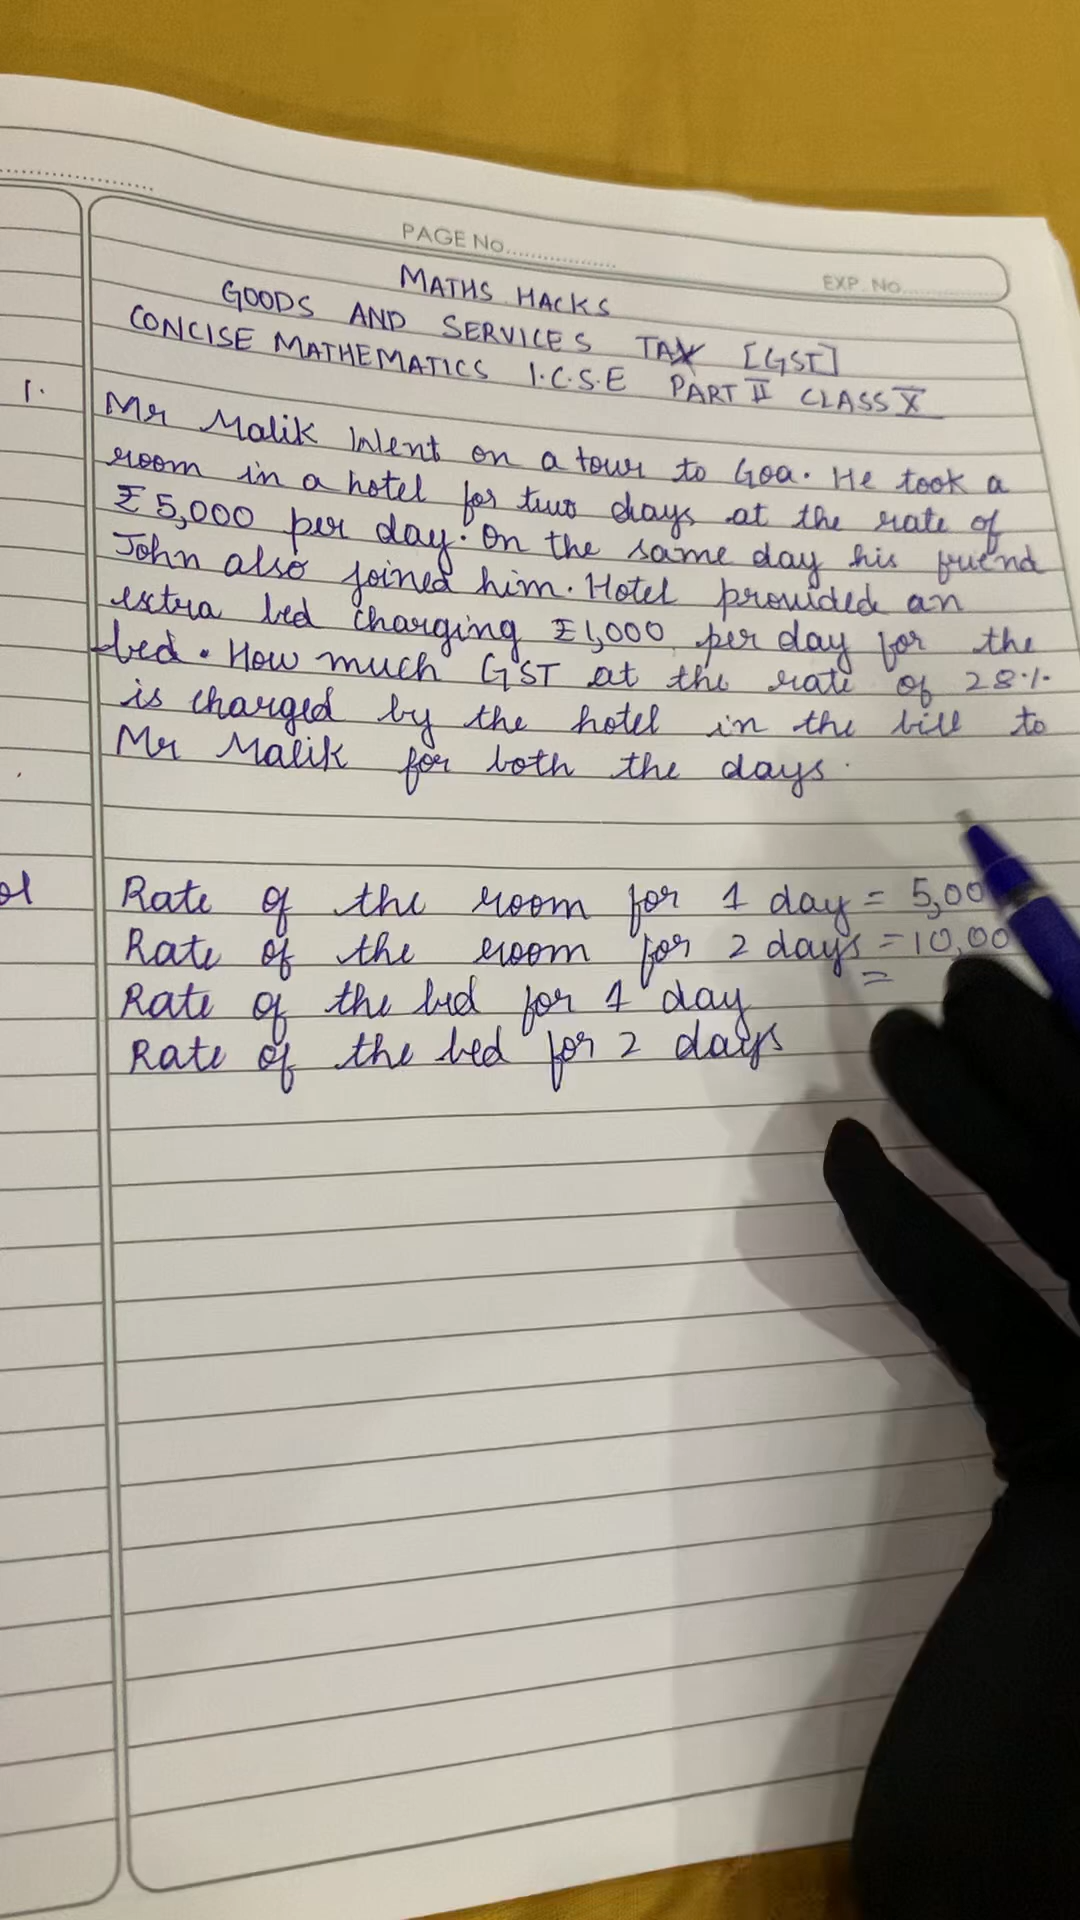 PAGE No..................
EXP. No..............
MATHS HACKS
GOODS AND SERVICES TAX [GST]
CONCISE MATHEMATICS I.C.S.E PART II CLASS X
1. Mr Malik Went on a tour to Goa. He took a
room in a hotel for two days at the rate of
₹5,000 per day. On the same day his friend
John also joined him. Hotel provided an
extra bed charging ₹1,000 per day for the
bed. How much GST at the rate of 28%
is charged by the hotel in the bill to
Mr Malik for both the days.
Rate of the room for 1 day = 5,00
Rate of the room for 2 days = 10,00
=
Rate of the bed for 1 day
Rate of the bed for 2 days